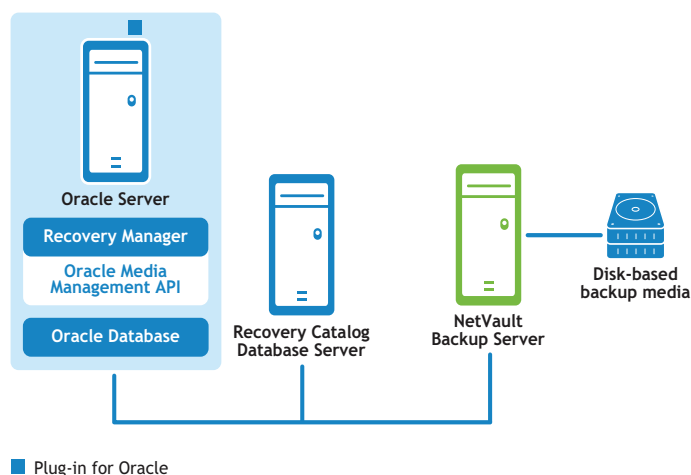 Oracle Server
Recovery Manager
Oracle Media
Management API
Oracle Database
Recovery Catalog
Database Server
NetVault
Backup Server
Disk-based
backup media
Plug-in for Oracle